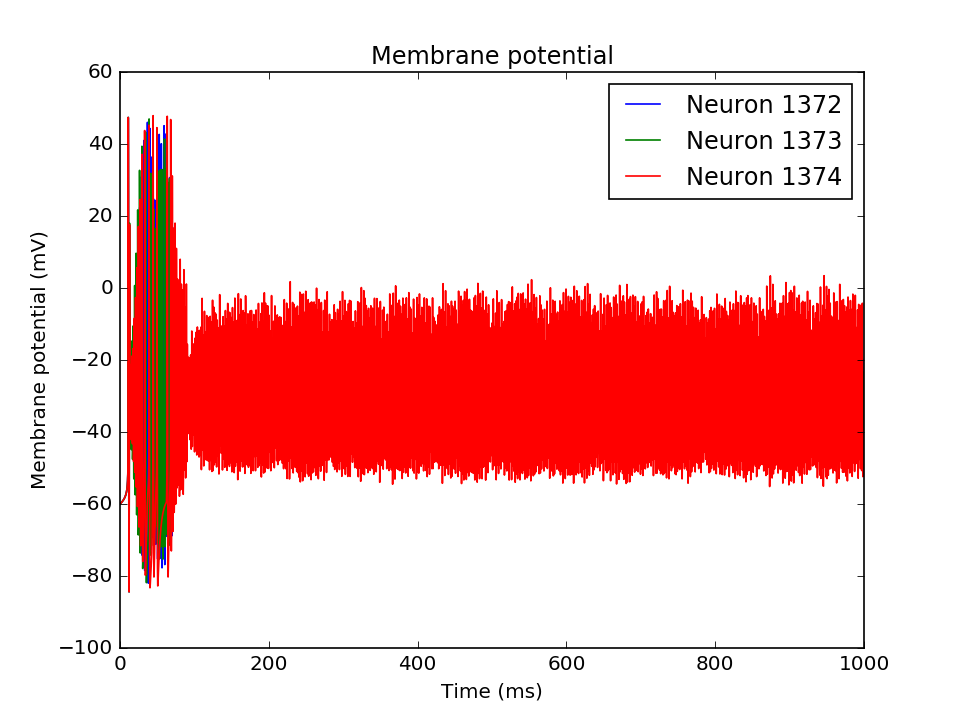 Membrane potential
Neuron 1372
Neuron 1373
Neuron 1374
Membrane potential (mV)
60
40
20
0
−20
−40
−60
−80
−100
0 200 400 600 800 1000
Time (ms)